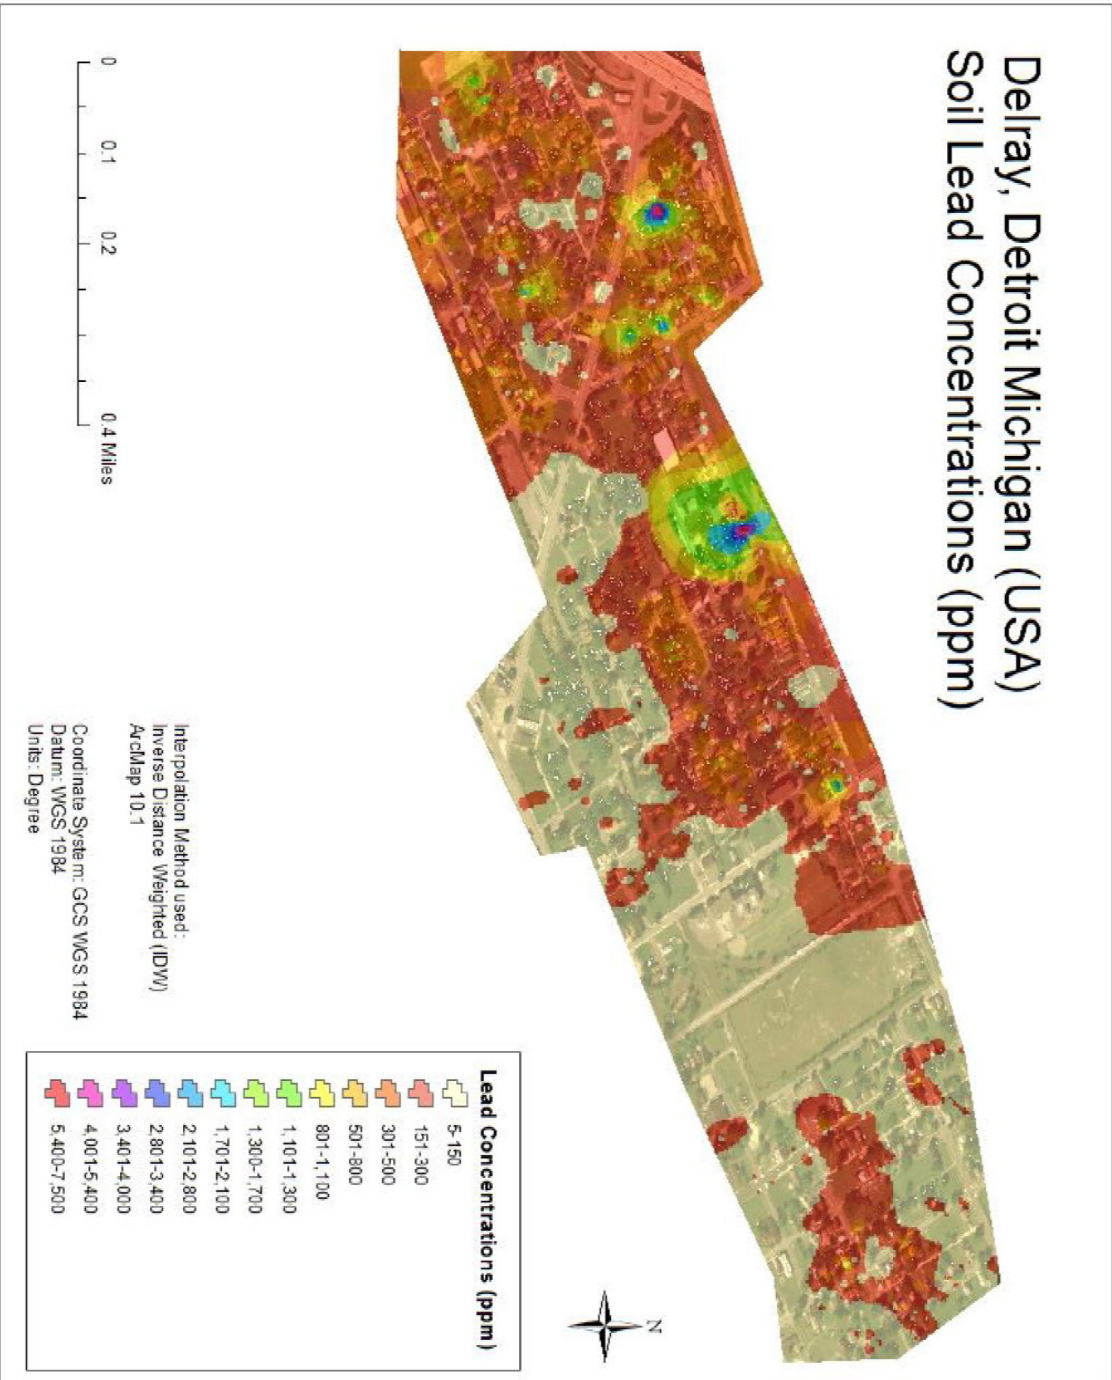 Delray, Detroit Michigan (USA)
Soil Lead Concentrations (ppm)
0
0.1
0.2
0.4 Miles
Interpolation Method used:
Inverse Distance Weighted (IDW)
ArcMap 10.1
Coordinate System: GCS WGS 1984
Datum: WGS 1984
Units: Degree
N
Lead Concentrations (ppm)
5-150
151-300
301-500
501-800
801-1,100
1,101-1,300
1,300-1,700
1,701-2,100
2,101-2,800
2,801-3,400
3,401-4,000
4,001-5,400
5,400-7,500